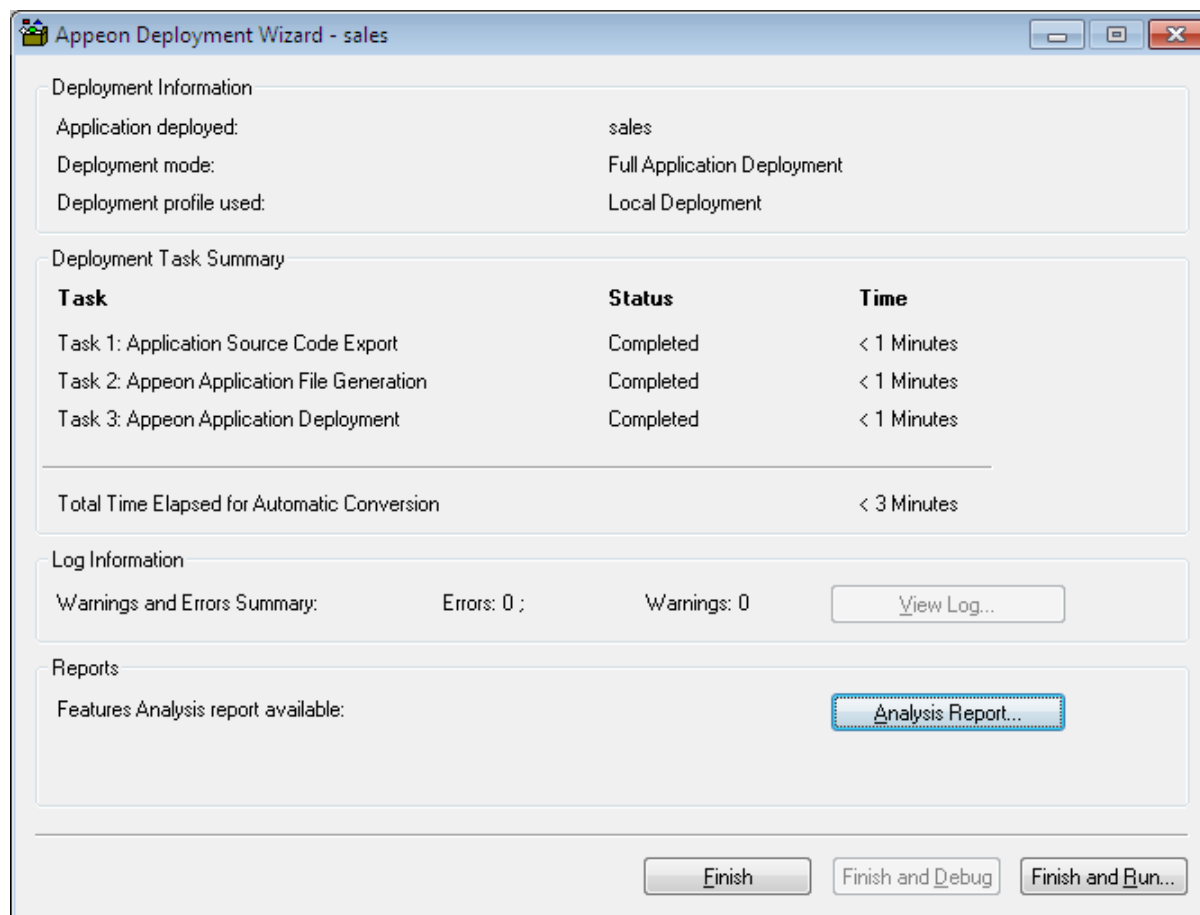 Appeon Deployment Wizard - sales
Deployment Information
Application deployed: sales
Deployment mode: Full Application Deployment
Deployment profile used: Local Deployment
Deployment Task Summary
Task Status Time
Task 1: Application Source Code Export Completed < 1 Minutes
Task 2: Appeon Application File Generation Completed < 1 Minutes
Task 3: Appeon Application Deployment Completed < 1 Minutes
Total Time Elapsed for Automatic Conversion < 3 Minutes
Log Information
Warnings and Errors Summary: Errors: 0 ; Warnings: 0 View Log...
Reports
Features Analysis report available: Analysis Report...
Finish Finish and Debug Finish and Run...